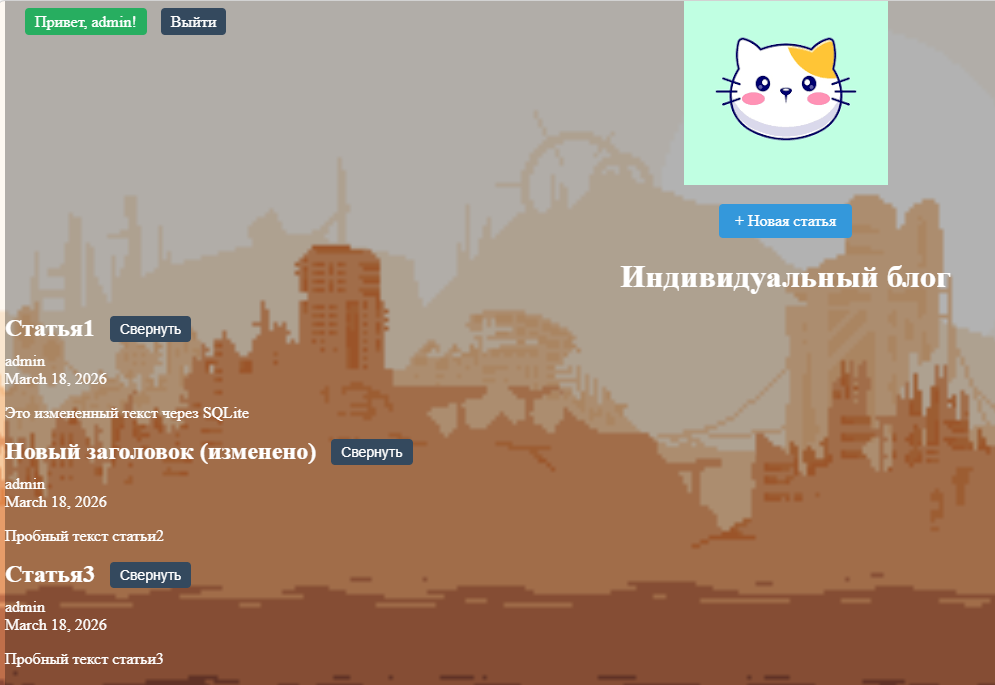 Привет, admin! Выйти
+ Новая статья
Индивидуальный блог
Статья1 Свернуть
admin
March 18, 2026
Это измененный текст через SQLite
Новый заголовок (изменено) Свернуть
admin
March 18, 2026
Пробный текст статьи2
Статья3 Свернуть
admin
March 18, 2026
Пробный текст статьи3